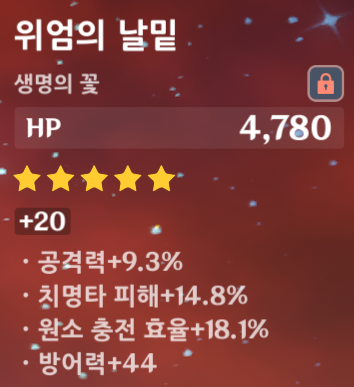 위엄의 날밑
생명의 꽃
HP 4,780
+20
· 공격력+9.3%
· 치명타 피해+14.8%
· 원소 충전 효율+18.1%
· 방어력+44